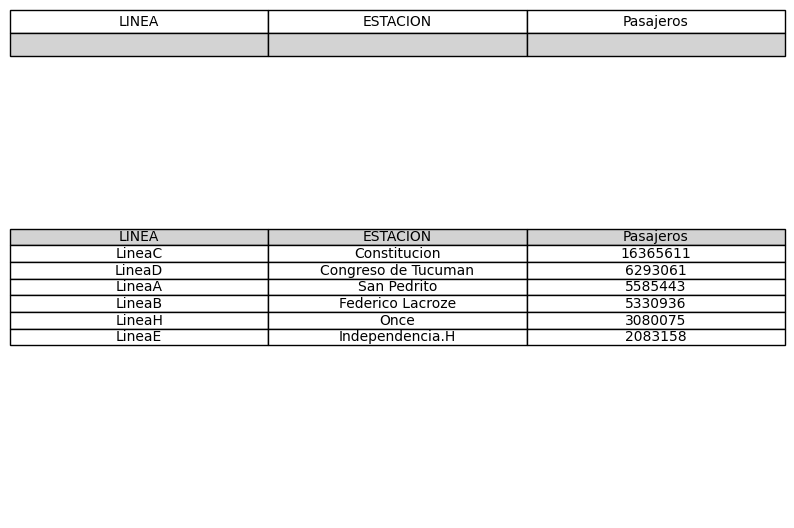 LINEA ESTACION Pasajeros
LINEA ESTACION Pasajeros
LineaC Constitucion 16365611
LineaD Congreso de Tucuman 6293061
LineaA San Pedrito 5585443
LineaB Federico Lacroze 5330936
LineaH Once 3080075
LineaE Independencia.H 2083158